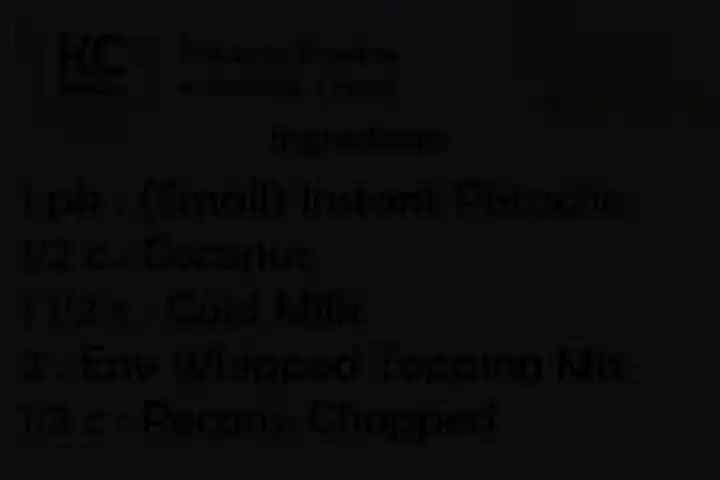 KC
Ingredients
1 pk : (Small) Instant Pistachio
1/2 c : Coconut
1 1/2 c : Cold Milk
2 : Env Whipped Topping Mix
1/2 c : Pecans Chopped